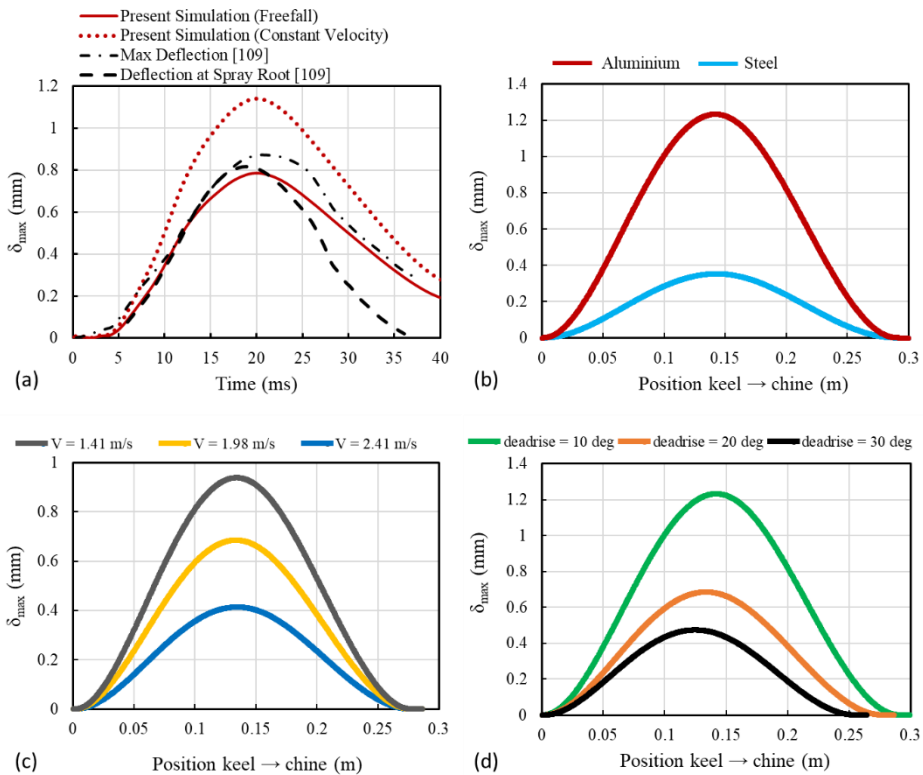 Present Simulation (Freefall)
Present Simulation (Constant Velocity)
Max Deflection [109]
Deflection at Spray Root [109]
1.2
1
0.8
0.6
0.4
0.2
0
δmax (mm)
0 5 10 15 20 25 30 35 40
(a) Time (ms)
Aluminium Steel
1.4
1.2
1
0.8
0.6
0.4
0.2
0
δmax (mm)
0 0.05 0.1 0.15 0.2 0.25 0.3
(b) Position keel → chine (m)
V = 1.41 m/s V = 1.98 m/s V = 2.41 m/s
1
0.8
0.6
0.4
0.2
0
δmax (mm)
0 0.05 0.1 0.15 0.2 0.25 0.3
(c) Position keel → chine (m)
deadrise = 10 deg deadrise = 20 deg deadrise = 30 deg
1.4
1.2
1
0.8
0.6
0.4
0.2
0
δmax (mm)
0 0.05 0.1 0.15 0.2 0.25 0.3
(d) Position keel → chine (m)